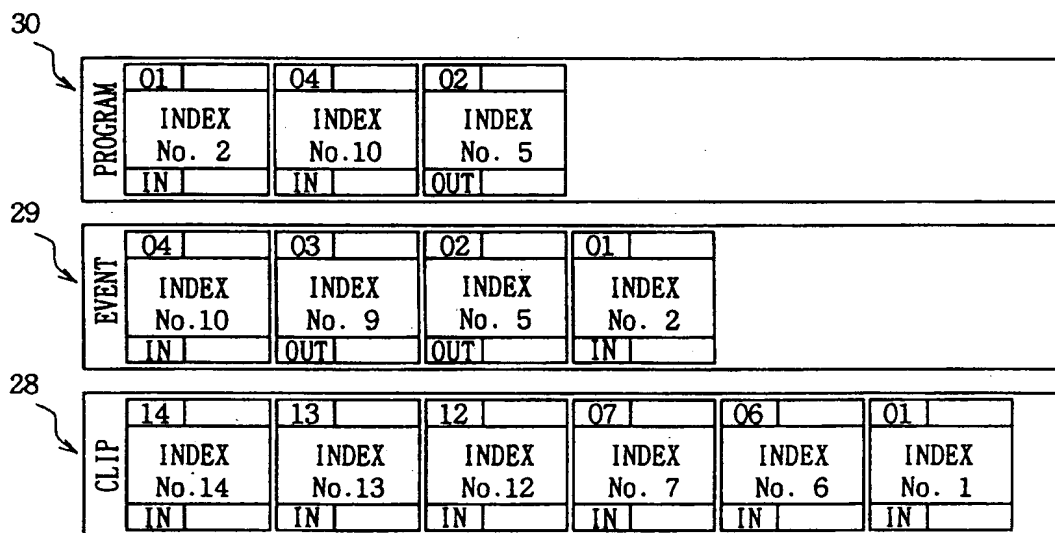 30
PROGRAM
01 04 02
INDEX INDEX INDEX
No. 2 No.10 No. 5
IN IN OUT
29
EVENT
04 03 02 01
INDEX INDEX INDEX INDEX
No.10 No. 9 No. 5 No. 2
IN OUT OUT IN
28
CLIP
14 13 12 07 06 01
INDEX INDEX INDEX INDEX INDEX INDEX
No.14 No.13 No.12 No. 7 No. 6 No. 1
IN IN IN IN IN IN